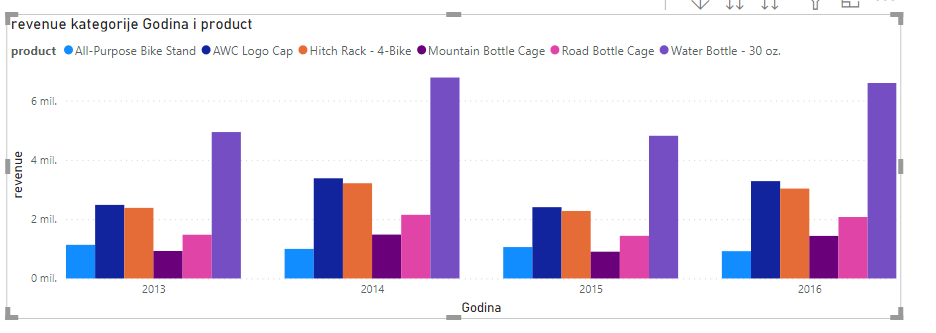 revenue kategorije Godina i product
product All-Purpose Bike Stand AWC Logo Cap Hitch Rack - 4-Bike Mountain Bottle Cage Road Bottle Cage Water Bottle - 30 oz.
6 mil.
4 mil.
2 mil.
0 mil.
revenue
2013 2014 2015 2016
Godina